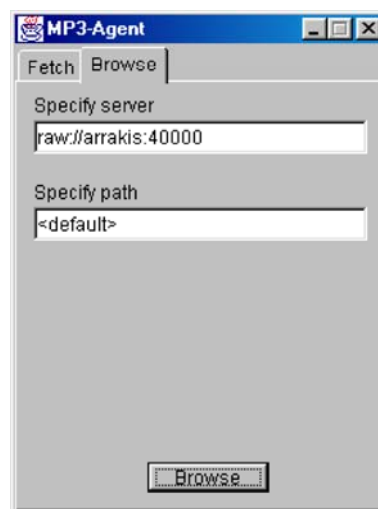 MP3-Agent
Fetch Browse
Specify server
raw://arrakis:40000
Specify path
<default>
Browse